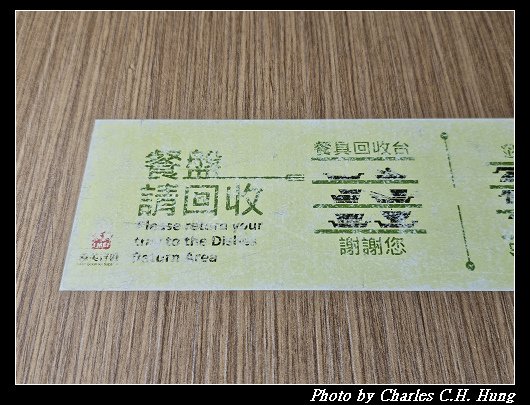 餐盤
請回收
Please return your
tray to the Dishes
Return Area
餐具回收台
謝謝您
Photo by Charles C.H. Hung